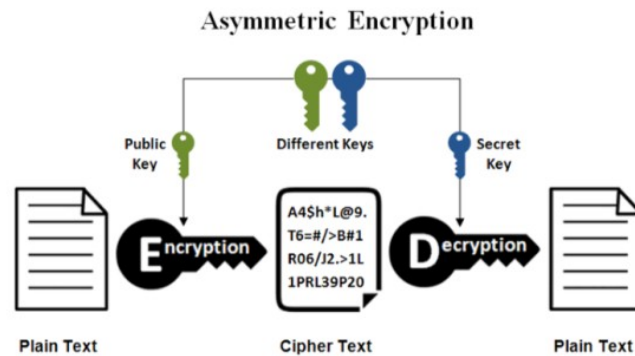 Asymmetric Encryption
Public
Key
Different Keys
Secret
Key
Encryption
A4$h*L@9.
T6=#/>B#1
R06/J2.>1L
1PRL39P20
Decryption
Plain Text
Cipher Text
Plain Text